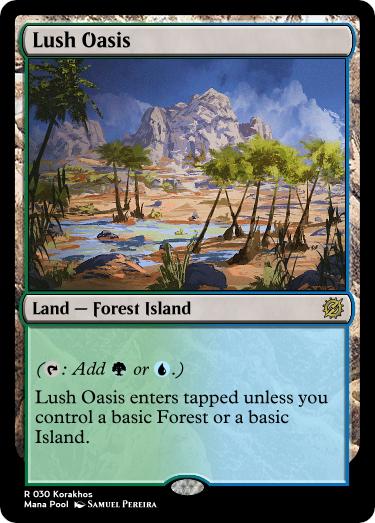 Lush Oasis
Land — Forest Island
(: Add or .)
Lush Oasis enters tapped unless you
control a basic Forest or a basic
Island.
R 030 Korakhos
Mana Pool SAMUEL PEREIRA